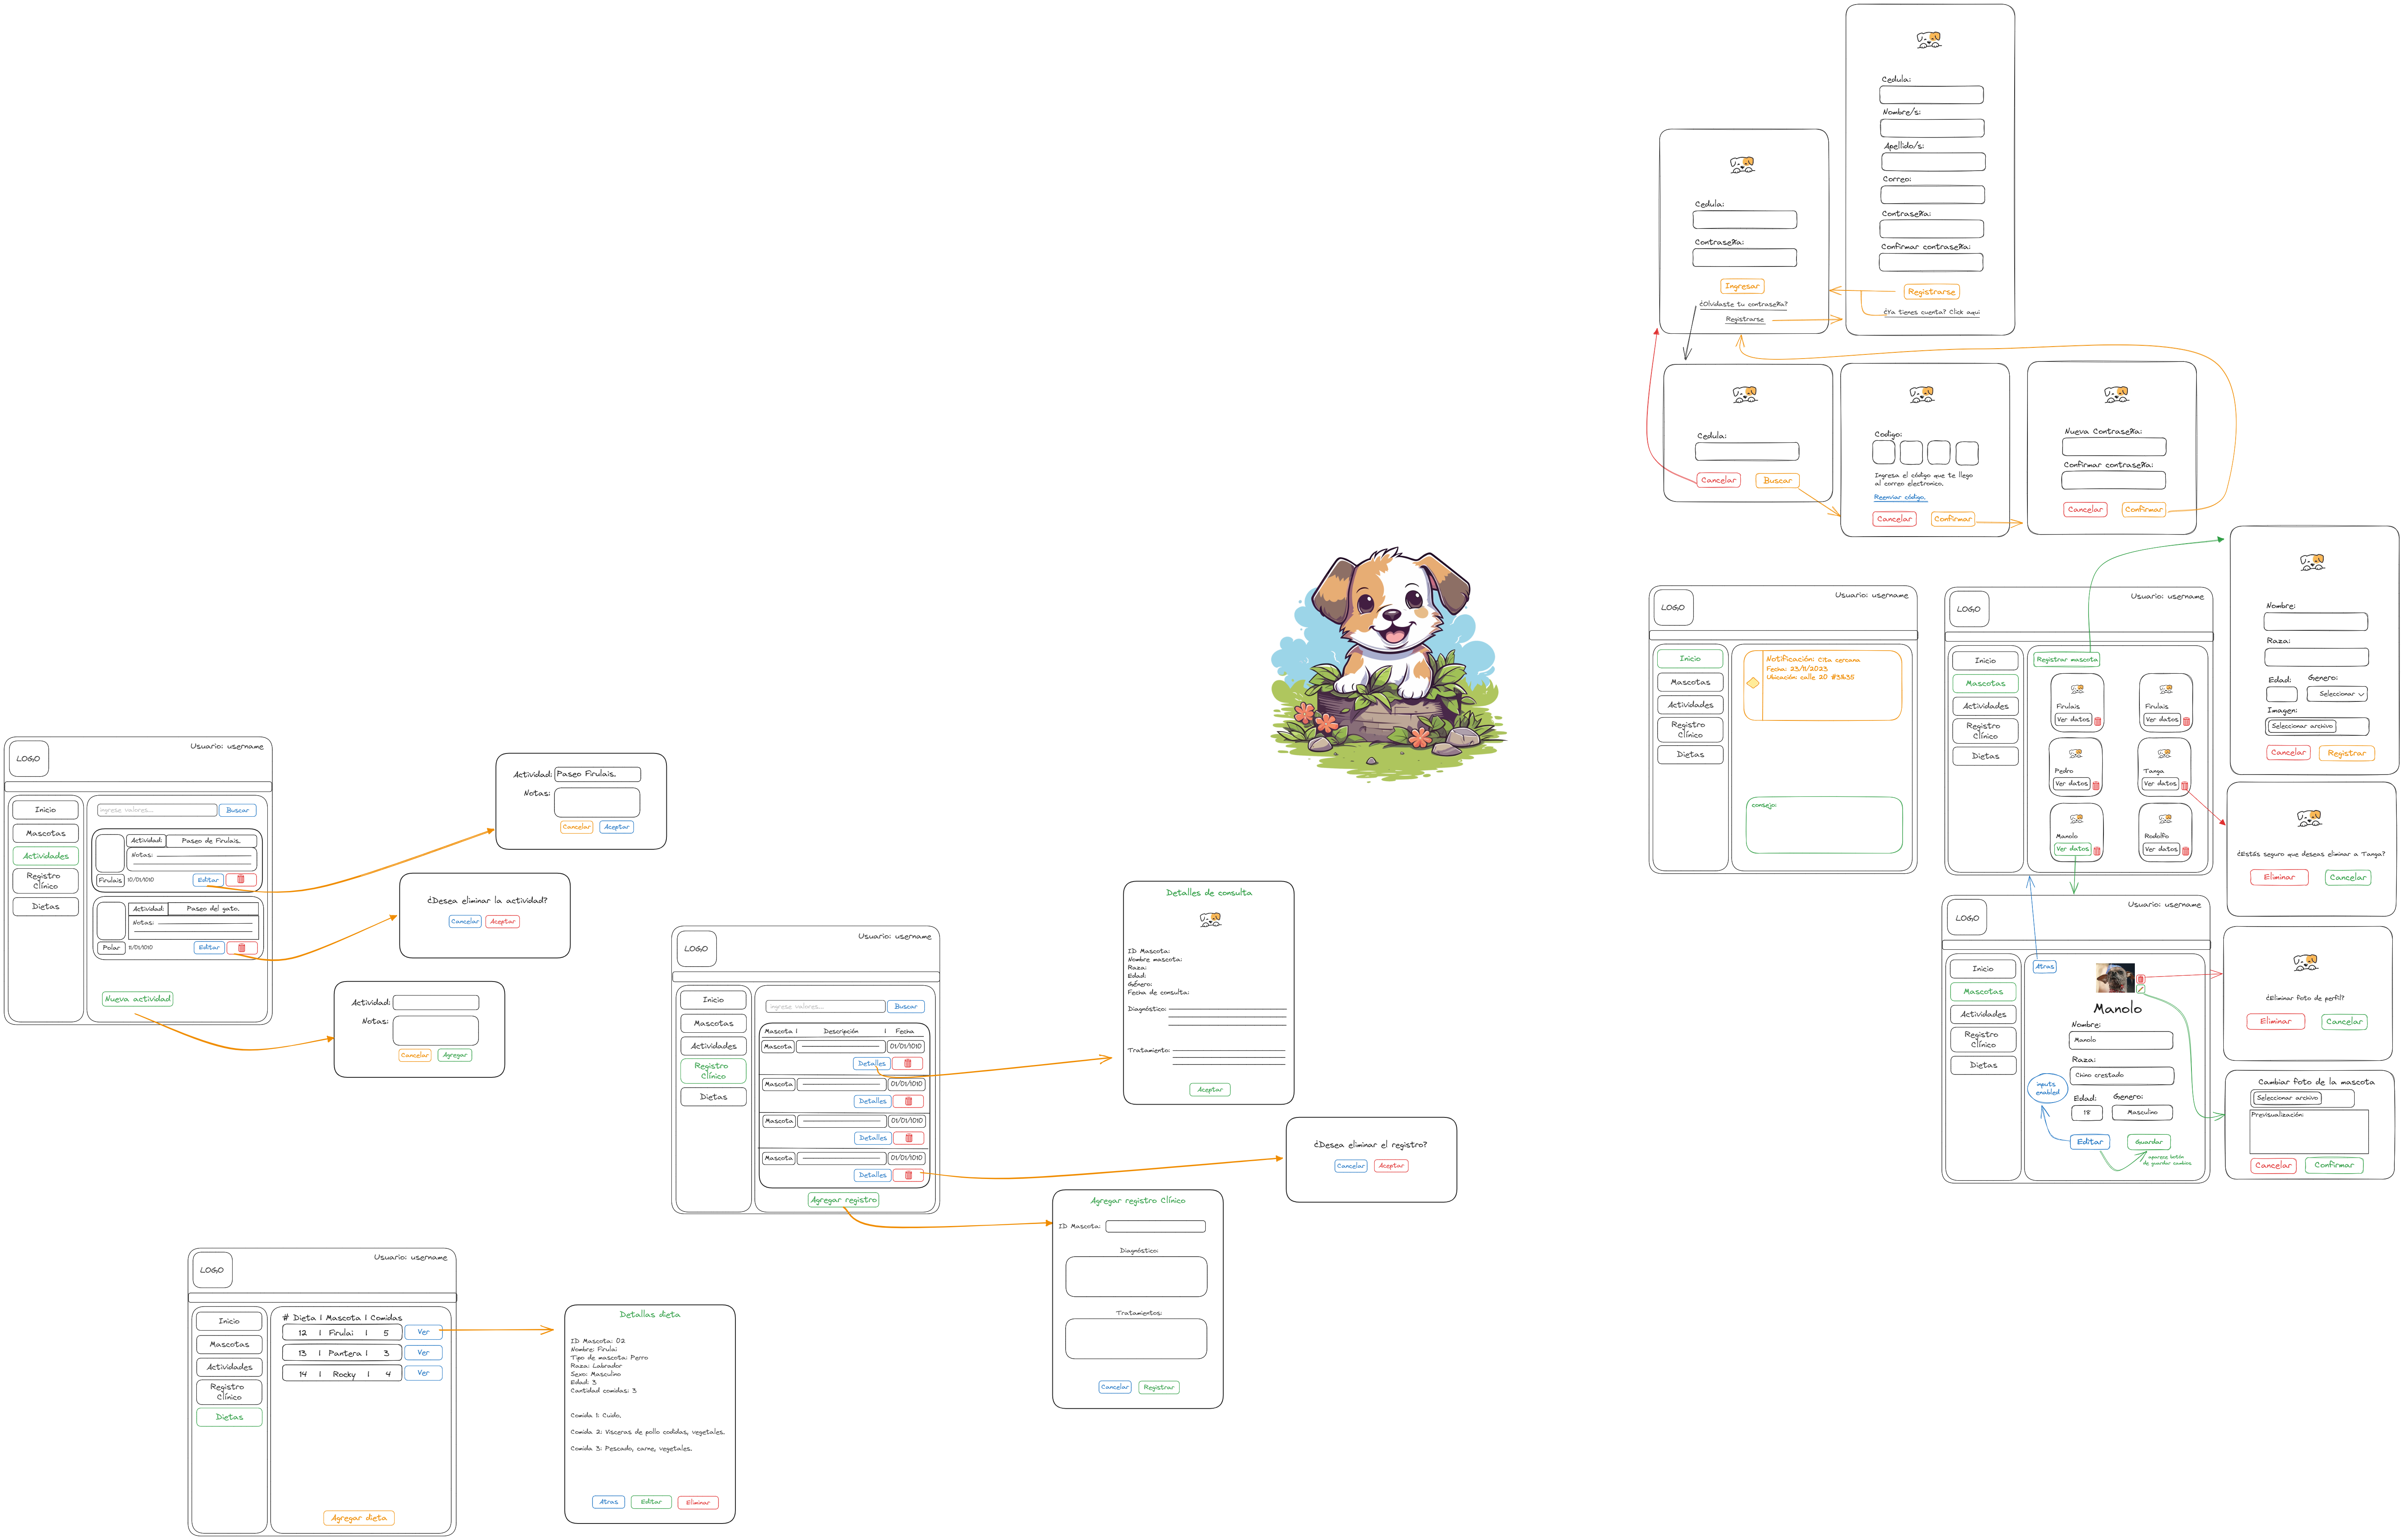 Cedula:
Nombre/s:
Apellido/s:
Correo:
Contraseña:
Confirmar contraseña:
Registrarse
¿Ya tienes cuenta? Click aqui
Cedula:
Contraseña:
Ingresar
¿Olvidaste tu contraseña?
Registrarse
Cedula:
Cancelar
Buscar
Codigo:
Ingresa el código que te llego
al correo electronico.
Reenviar código.
Cancelar
Confirmar
Nueva Contraseña:
Confirmar contraseña:
Cancelar
Confirmar
LOGO
Usuario: username
Inicio
Mascotas
Actividades
Registro
Clínico
Dietas
Notificación: Cita cercana
Fecha: 23/11/2023
Ubicación: calle 20 #31&35
consejo:
LOGO
Usuario: username
Inicio
Mascotas
Actividades
Registro
Clínico
Dietas
Registrar mascota
Firulais
Ver datos
Firulais
Ver datos
Pedro
Ver datos
Tanga
Ver datos
Manolo
Ver datos
Rodolfo
Ver datos
Nombre:
Raza:
Edad:
Genero:
Seleccionar
Imagen:
Seleccionar archivo
Cancelar
Registrar
¿Estás seguro que deseas eliminar a Tanga?
Eliminar
Cancelar
LOGO
Usuario: username
Inicio
Mascotas
Actividades
Registro
Clínico
Dietas
Atras
Manolo
Nombre:
Manolo
Raza:
Chino crestado
Edad:
Genero:
18
Masculino
inputs
enabled
Editar
Guardar
aparece botón
de guardar cambios
¿Eliminar foto de perfil?
Eliminar
Cancelar
Cambiar foto de la mascota
Seleccionar archivo
Previsualización:
Cancelar
Confirmar
LOGO
Usuario: username
Inicio
Mascotas
Actividades
Registro
Clínico
Dietas
ingrese valores...
Buscar
Actividad:
Paseo de Firulais.
Notas:
Firulais
10/01/1010
Editar
Actividad:
Paseo del gato.
Notas:
Polar
11/01/1010
Editar
Nueva actividad
Actividad:
Paseo Firulais.
Notas:
Cancelar
Aceptar
¿Desea eliminar la actividad?
Cancelar
Aceptar
Actividad:
Notas:
Cancelar
Agregar
LOGO
Usuario: username
Inicio
Mascotas
Actividades
Registro
Clínico
Dietas
ingrese valores...
Buscar
Mascota | Descripción | Fecha
Mascota
01/01/1010
Detalles
Mascota
01/01/1010
Detalles
Mascota
01/01/1010
Detalles
Mascota
01/01/1010
Detalles
Agregar registro
Detalles de consulta
ID Mascota:
Nombre mascota:
Raza:
Edad:
Género:
Fecha de consulta:
Diagnóstico:
Tratamiento:
Aceptar
¿Desea eliminar el registro?
Cancelar
Aceptar
Agregar registro Clínico
ID Mascota:
Diagnóstico:
Tratamientos:
Cancelar
Registrar
LOGO
Usuario: username
Inicio
Mascotas
Actividades
Registro
Clínico
Dietas
# Dieta | Mascota | Comidas
12 | Firulai | 5
Ver
13 | Pantera | 3
Ver
14 | Rocky | 4
Ver
Agregar dieta
Detallas dieta
ID Mascota: 02
Nombre: Firulai
Tipo de mascota: Perro
Raza: Labrador
Sexo: Masculino
Edad: 3
Cantidad comidas: 3
Comida 1: Cuido.
Comida 2: Vísceras de pollo codidas, vegetales.
Comida 3: Pescado, carne, vegetales.
Atras
Editar
Eliminar